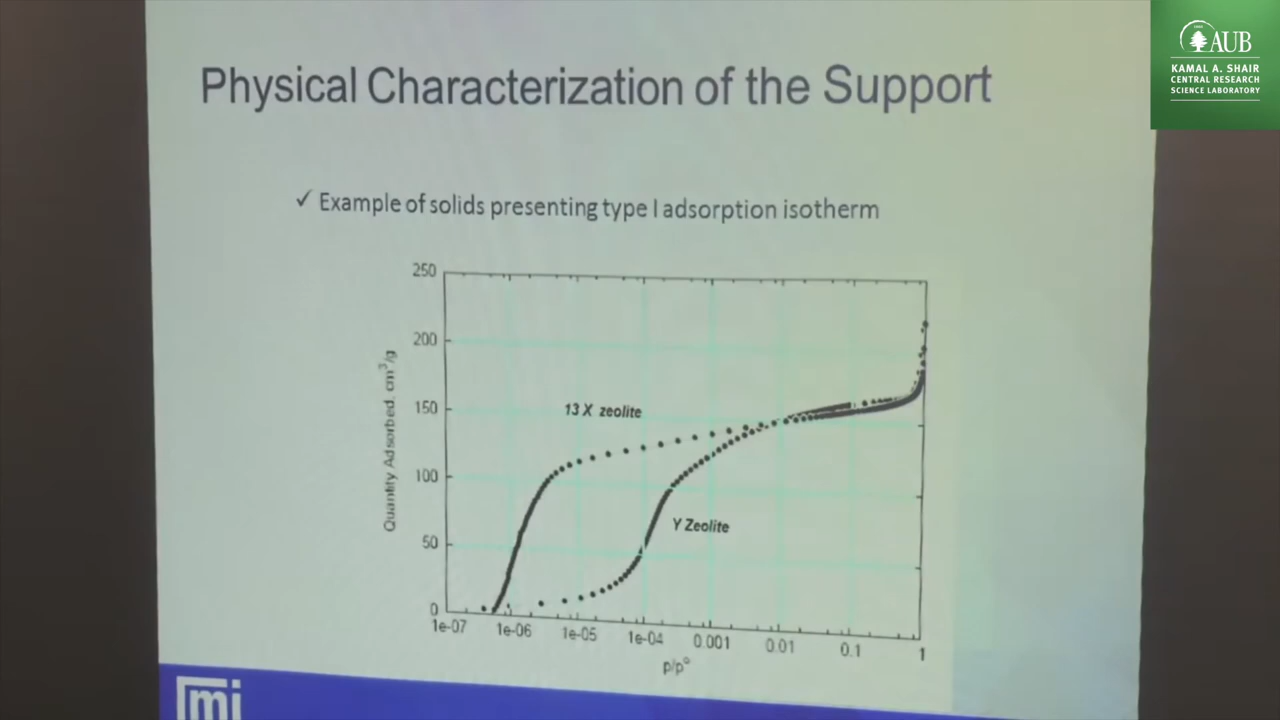 1866
AUB
KAMAL A. SHAIR
CENTRAL RESEARCH
SCIENCE LABORATORY
Physical Characterization of the Support
✓ Example of solids presenting type I adsorption isotherm
250
200
150
100
50
0
Quantity Adsorbed, cm³/g
13 X zeolite
Y Zeolite
1e-07 1e-06 1e-05 1e-04 0.001 0.01 0.1 1
p/p°
mi